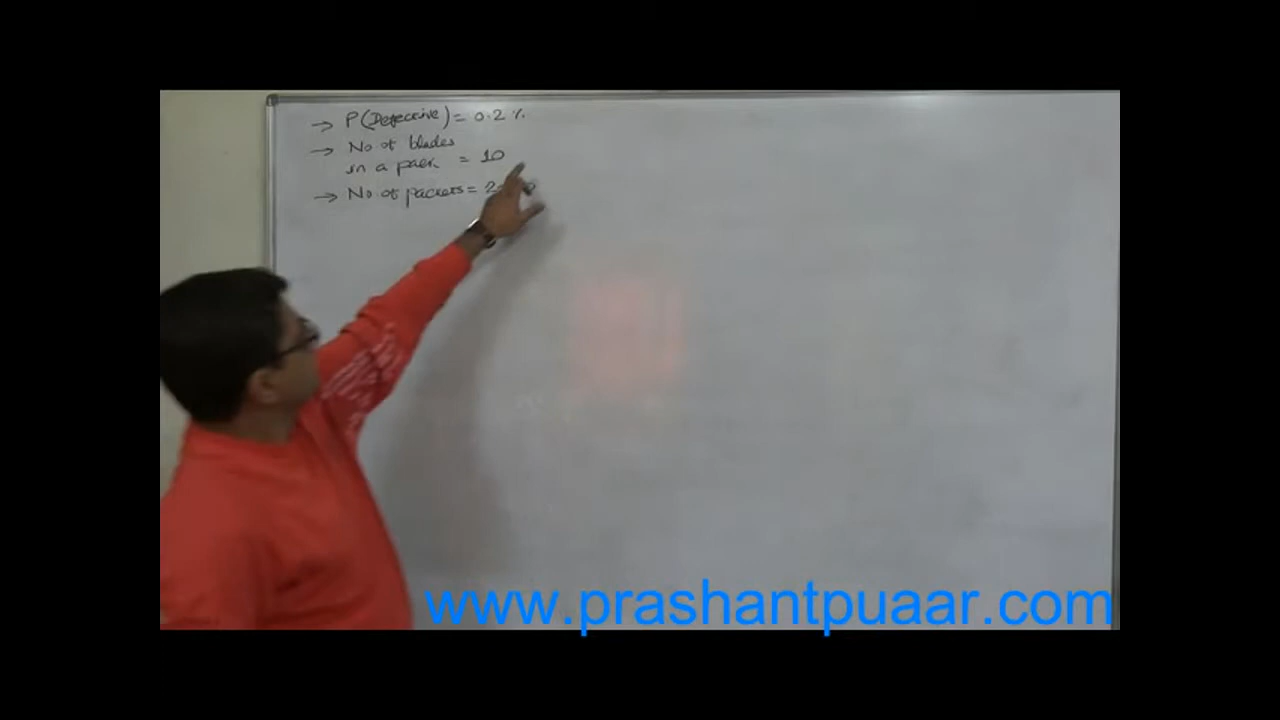 → P(Defective) = 0.2 %
→ No of blades
in a pack = 10
→ No of packets =
www.prashantpuaar.com